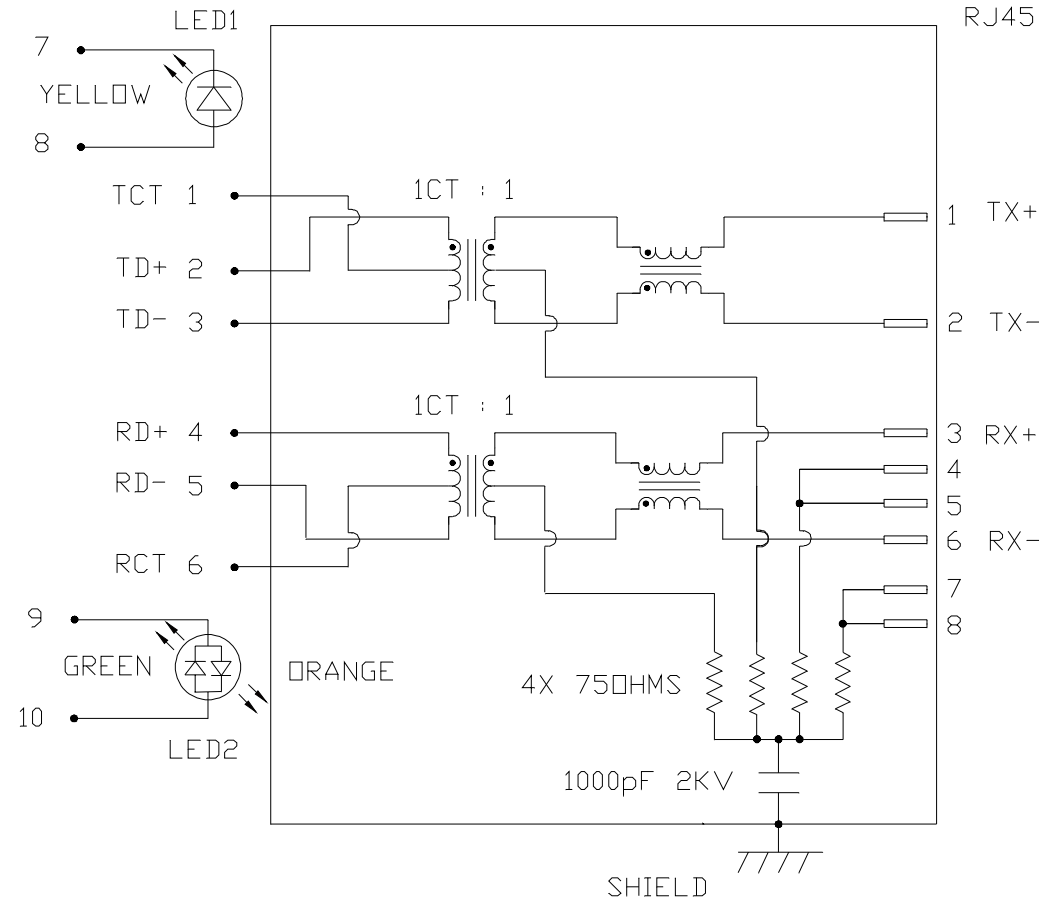 LED1
RJ45
7
YELLOW
8
TCT 1
1CT : 1
1 TX+
TD+ 2
TD- 3
2 TX-
1CT : 1
RD+ 4
3 RX+
4
RD- 5
5
6 RX-
RCT 6
7
8
9
GREEN
ORANGE
4X 75OHMS
10
LED2
1000pF 2KV
SHIELD